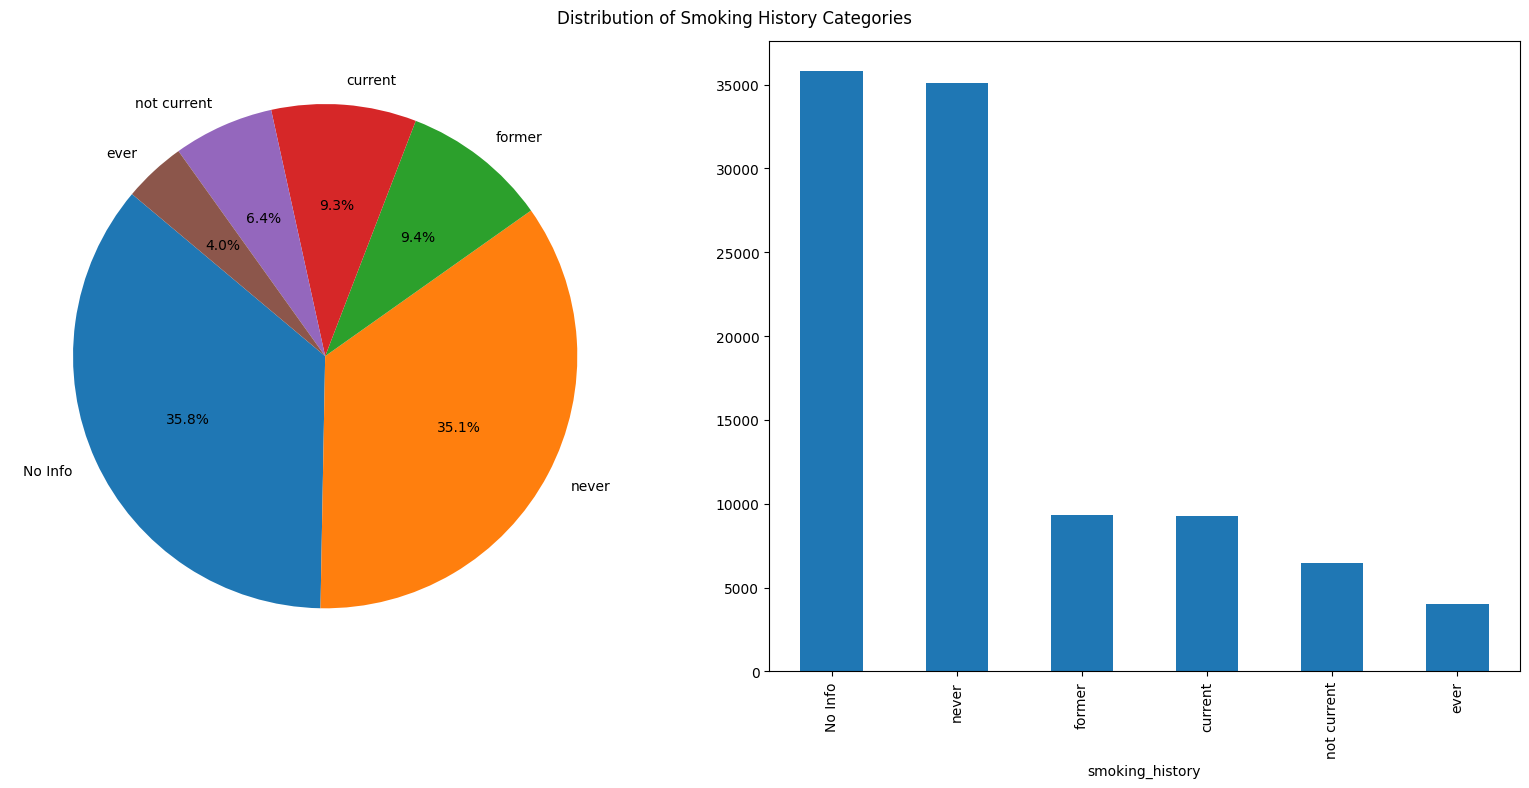 Distribution of Smoking History Categories
current
not current
former
ever
9.3%
6.4%
9.4%
4.0%
35.8%
35.1%
No Info
never
35000
30000
25000
20000
15000
10000
5000
0
No Info
never
former
current
not current
ever
smoking_history